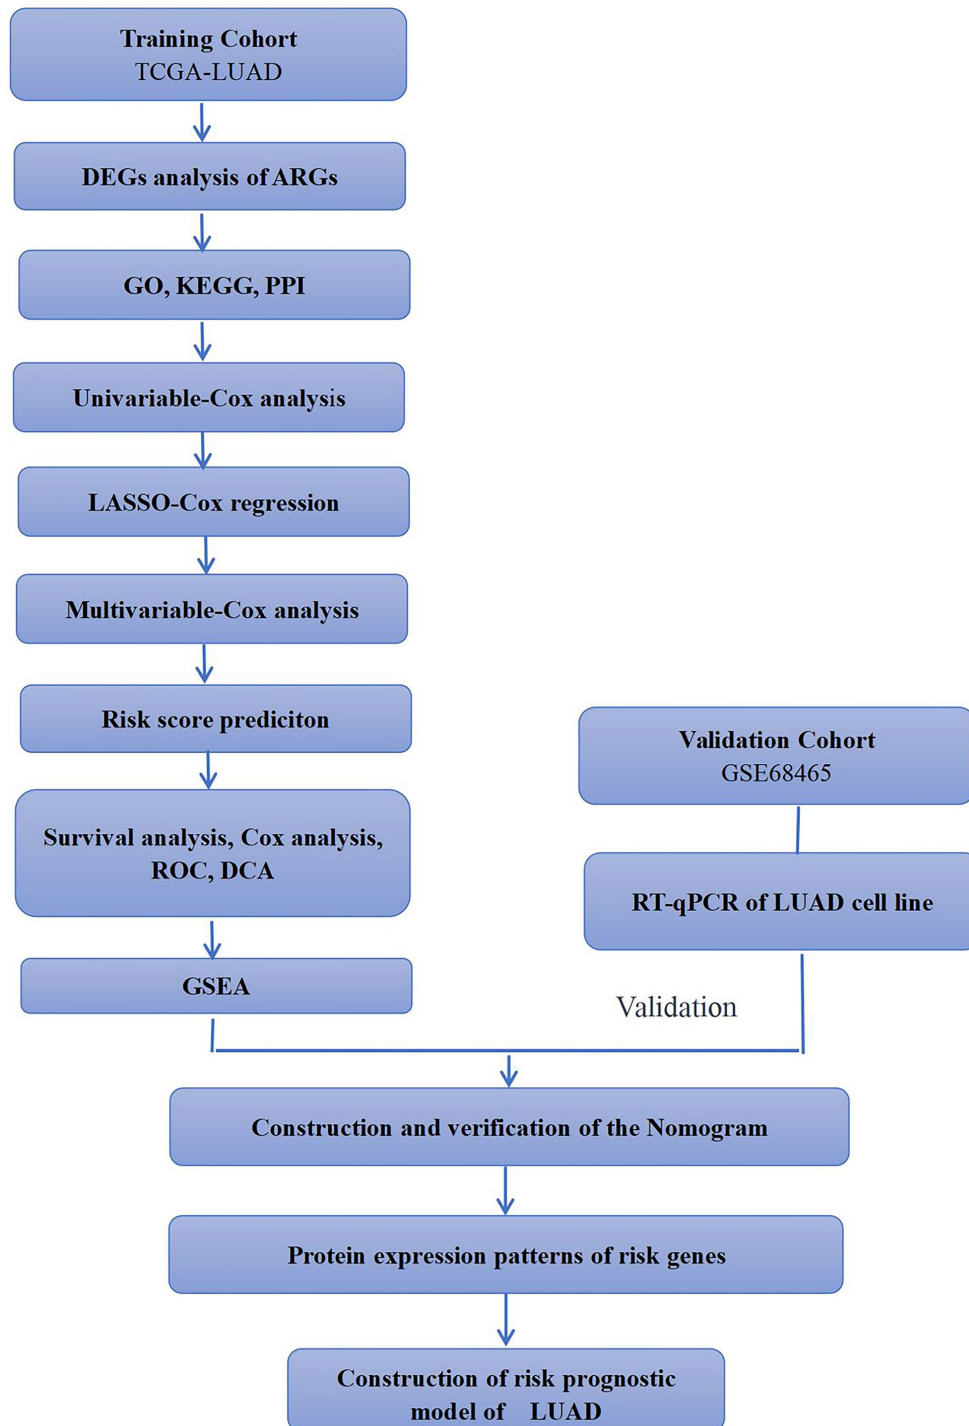 Training Cohort
TCGA-LUAD
DEGs analysis of ARGs
GO, KEGG, PPI
Univariable-Cox analysis
LASSO-Cox regression
Multivariable-Cox analysis
Risk score prediciton
Survival analysis, Cox analysis,
ROC, DCA
GSEA
Validation Cohort
GSE68465
RT-qPCR of LUAD cell line
Validation
Construction and verification of the Nomogram
Protein expression patterns of risk genes
Construction of risk prognostic
model of LUAD